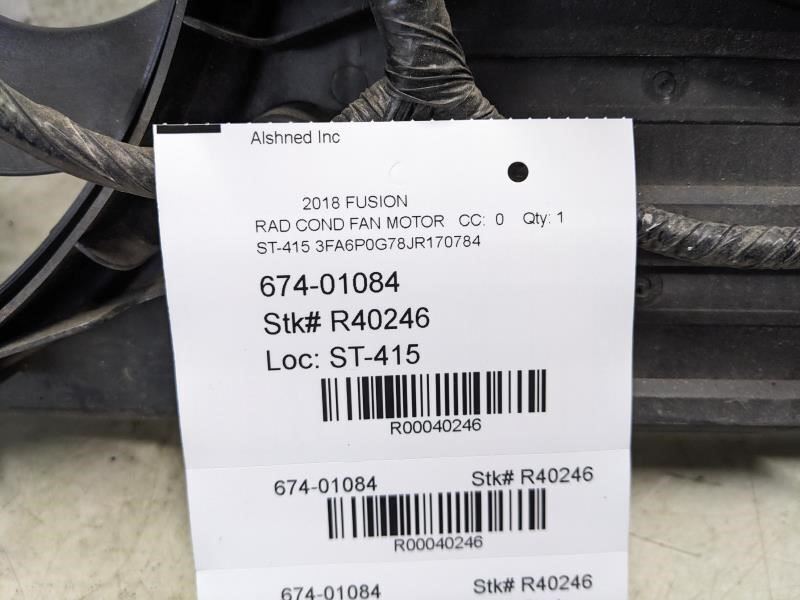 Alshned Inc
2018 FUSION
RAD COND FAN MOTOR CC: 0 Qty: 1
ST-415 3FA6P0G78JR170784
674-01084
Stk# R40246
Loc: ST-415
R00040246
674-01084 Stk# R40246
R00040246
674-01084 Stk# R40246